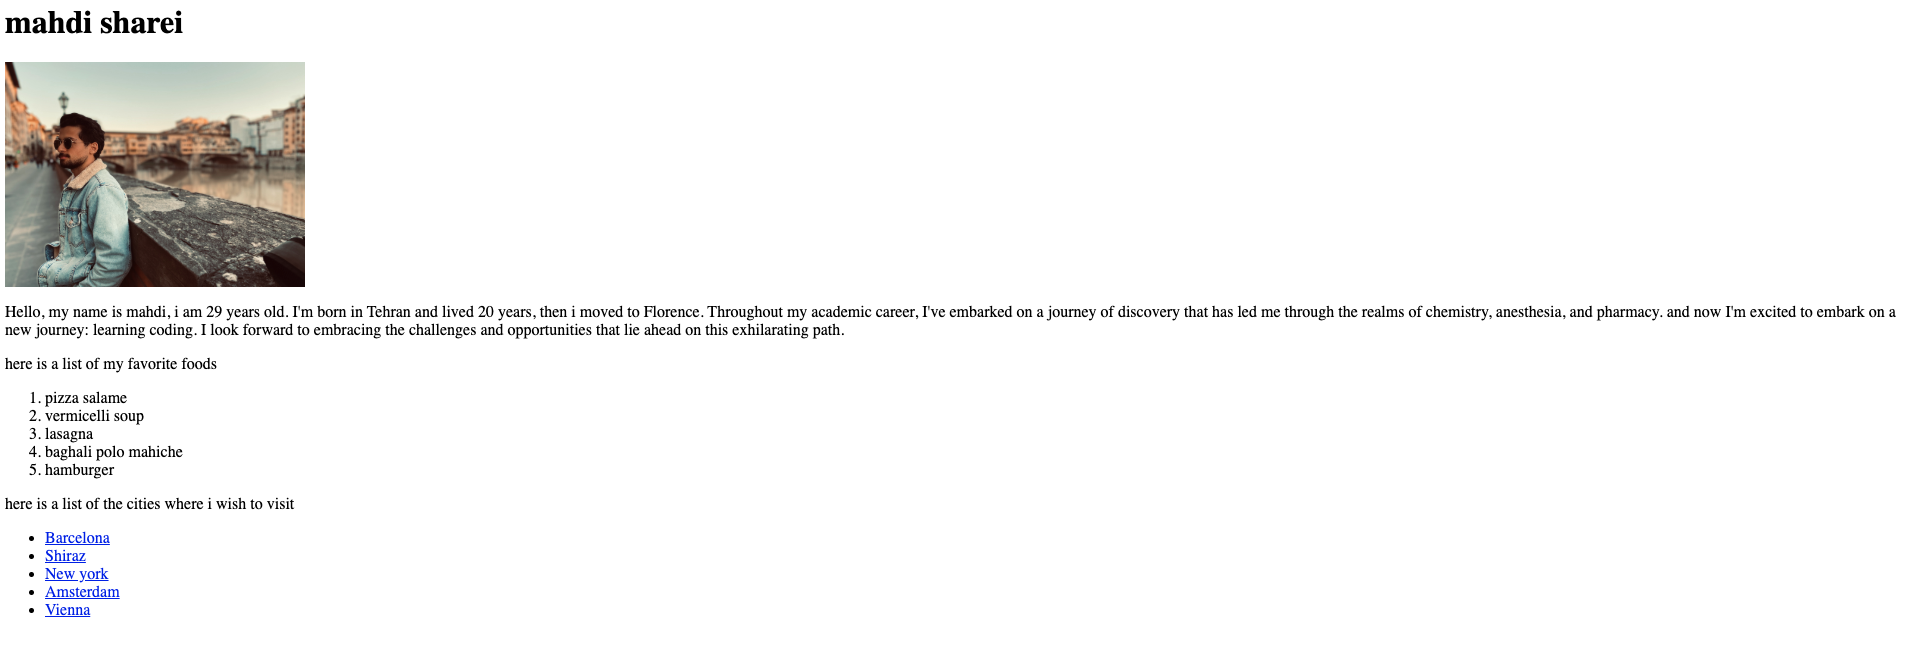 mahdi sharei
Hello, my name is mahdi, i am 29 years old. I'm born in Tehran and lived 20 years, then i moved to Florence. Throughout my academic career, I've embarked on a journey of discovery that has led me through the realms of chemistry, anesthesia, and pharmacy. and now I'm excited to embark on a
new journey: learning coding. I look forward to embracing the challenges and opportunities that lie ahead on this exhilarating path.
here is a list of my favorite foods
1. pizza salame
2. vermicelli soup
3. lasagna
4. baghali polo mahiche
5. hamburger
here is a list of the cities where i wish to visit
• Barcelona
• Shiraz
• New york
• Amsterdam
• Vienna